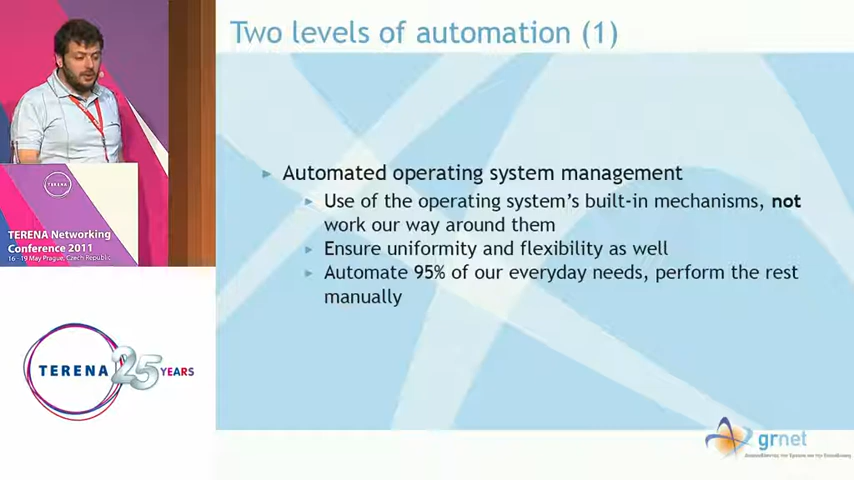 Two levels of automation (1)
Automated operating system management
Use of the operating system's built-in mechanisms, not
work our way around them
Ensure uniformity and flexibility as well
Automate 95% of our everyday needs, perform the rest
manually
TERENA
TERENA Networking
Conference 2011
16 - 19 May Prague, Czech Republic
TERENA 25 YEARS
grnet